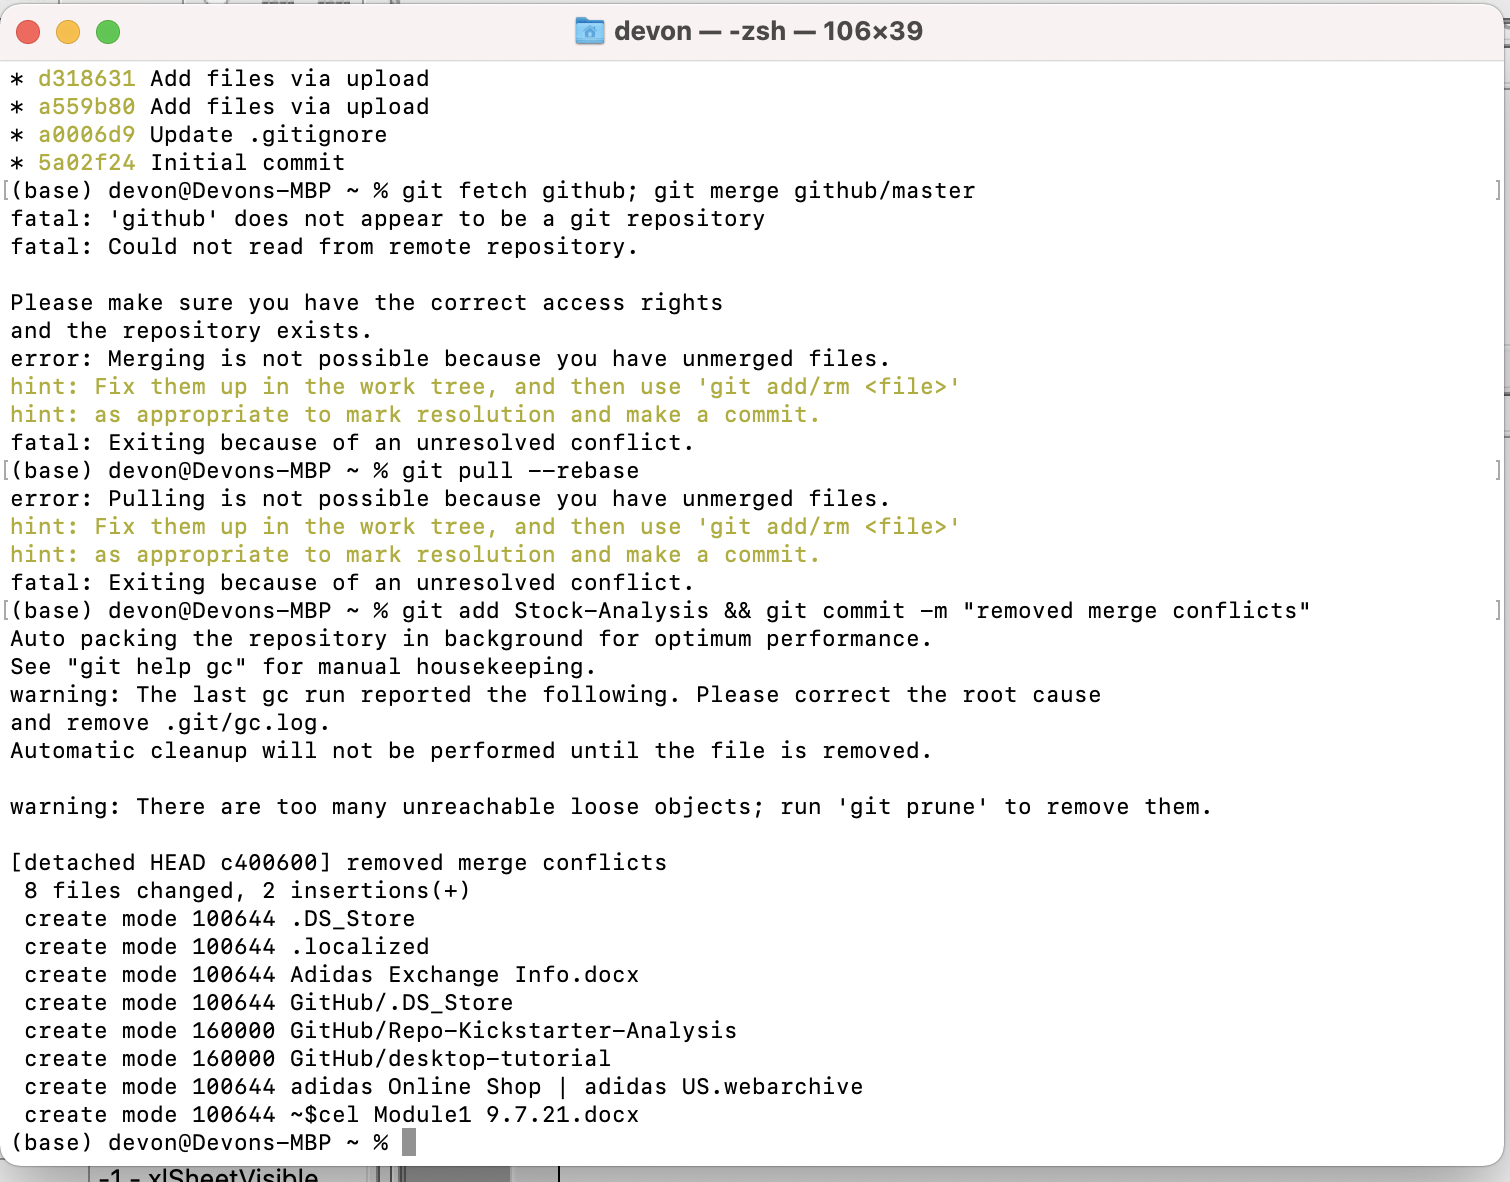 devon — -zsh — 106×39
* d318631 Add files via upload
* a559b80 Add files via upload
* a0006d9 Update .gitignore
* 5a02f24 Initial commit
[(base) devon@Devons-MBP ~ % git fetch github; git merge github/master ]
fatal: 'github' does not appear to be a git repository
fatal: Could not read from remote repository.
Please make sure you have the correct access rights
and the repository exists.
error: Merging is not possible because you have unmerged files.
hint: Fix them up in the work tree, and then use 'git add/rm <file>'
hint: as appropriate to mark resolution and make a commit.
fatal: Exiting because of an unresolved conflict.
[(base) devon@Devons-MBP ~ % git pull --rebase ]
error: Pulling is not possible because you have unmerged files.
hint: Fix them up in the work tree, and then use 'git add/rm <file>'
hint: as appropriate to mark resolution and make a commit.
fatal: Exiting because of an unresolved conflict.
[(base) devon@Devons-MBP ~ % git add Stock-Analysis && git commit -m "removed merge conflicts" ]
Auto packing the repository in background for optimum performance.
See "git help gc" for manual housekeeping.
warning: The last gc run reported the following. Please correct the root cause
and remove .git/gc.log.
Automatic cleanup will not be performed until the file is removed.
warning: There are too many unreachable loose objects; run 'git prune' to remove them.
[detached HEAD c400600] removed merge conflicts
8 files changed, 2 insertions(+)
create mode 100644 .DS_Store
create mode 100644 .localized
create mode 100644 Adidas Exchange Info.docx
create mode 100644 GitHub/.DS_Store
create mode 160000 GitHub/Repo-Kickstarter-Analysis
create mode 160000 GitHub/desktop-tutorial
create mode 100644 adidas Online Shop | adidas US.webarchive
create mode 100644 ~$cel Module1 9.7.21.docx
(base) devon@Devons-MBP ~ %
-1 - xlSheetVisible